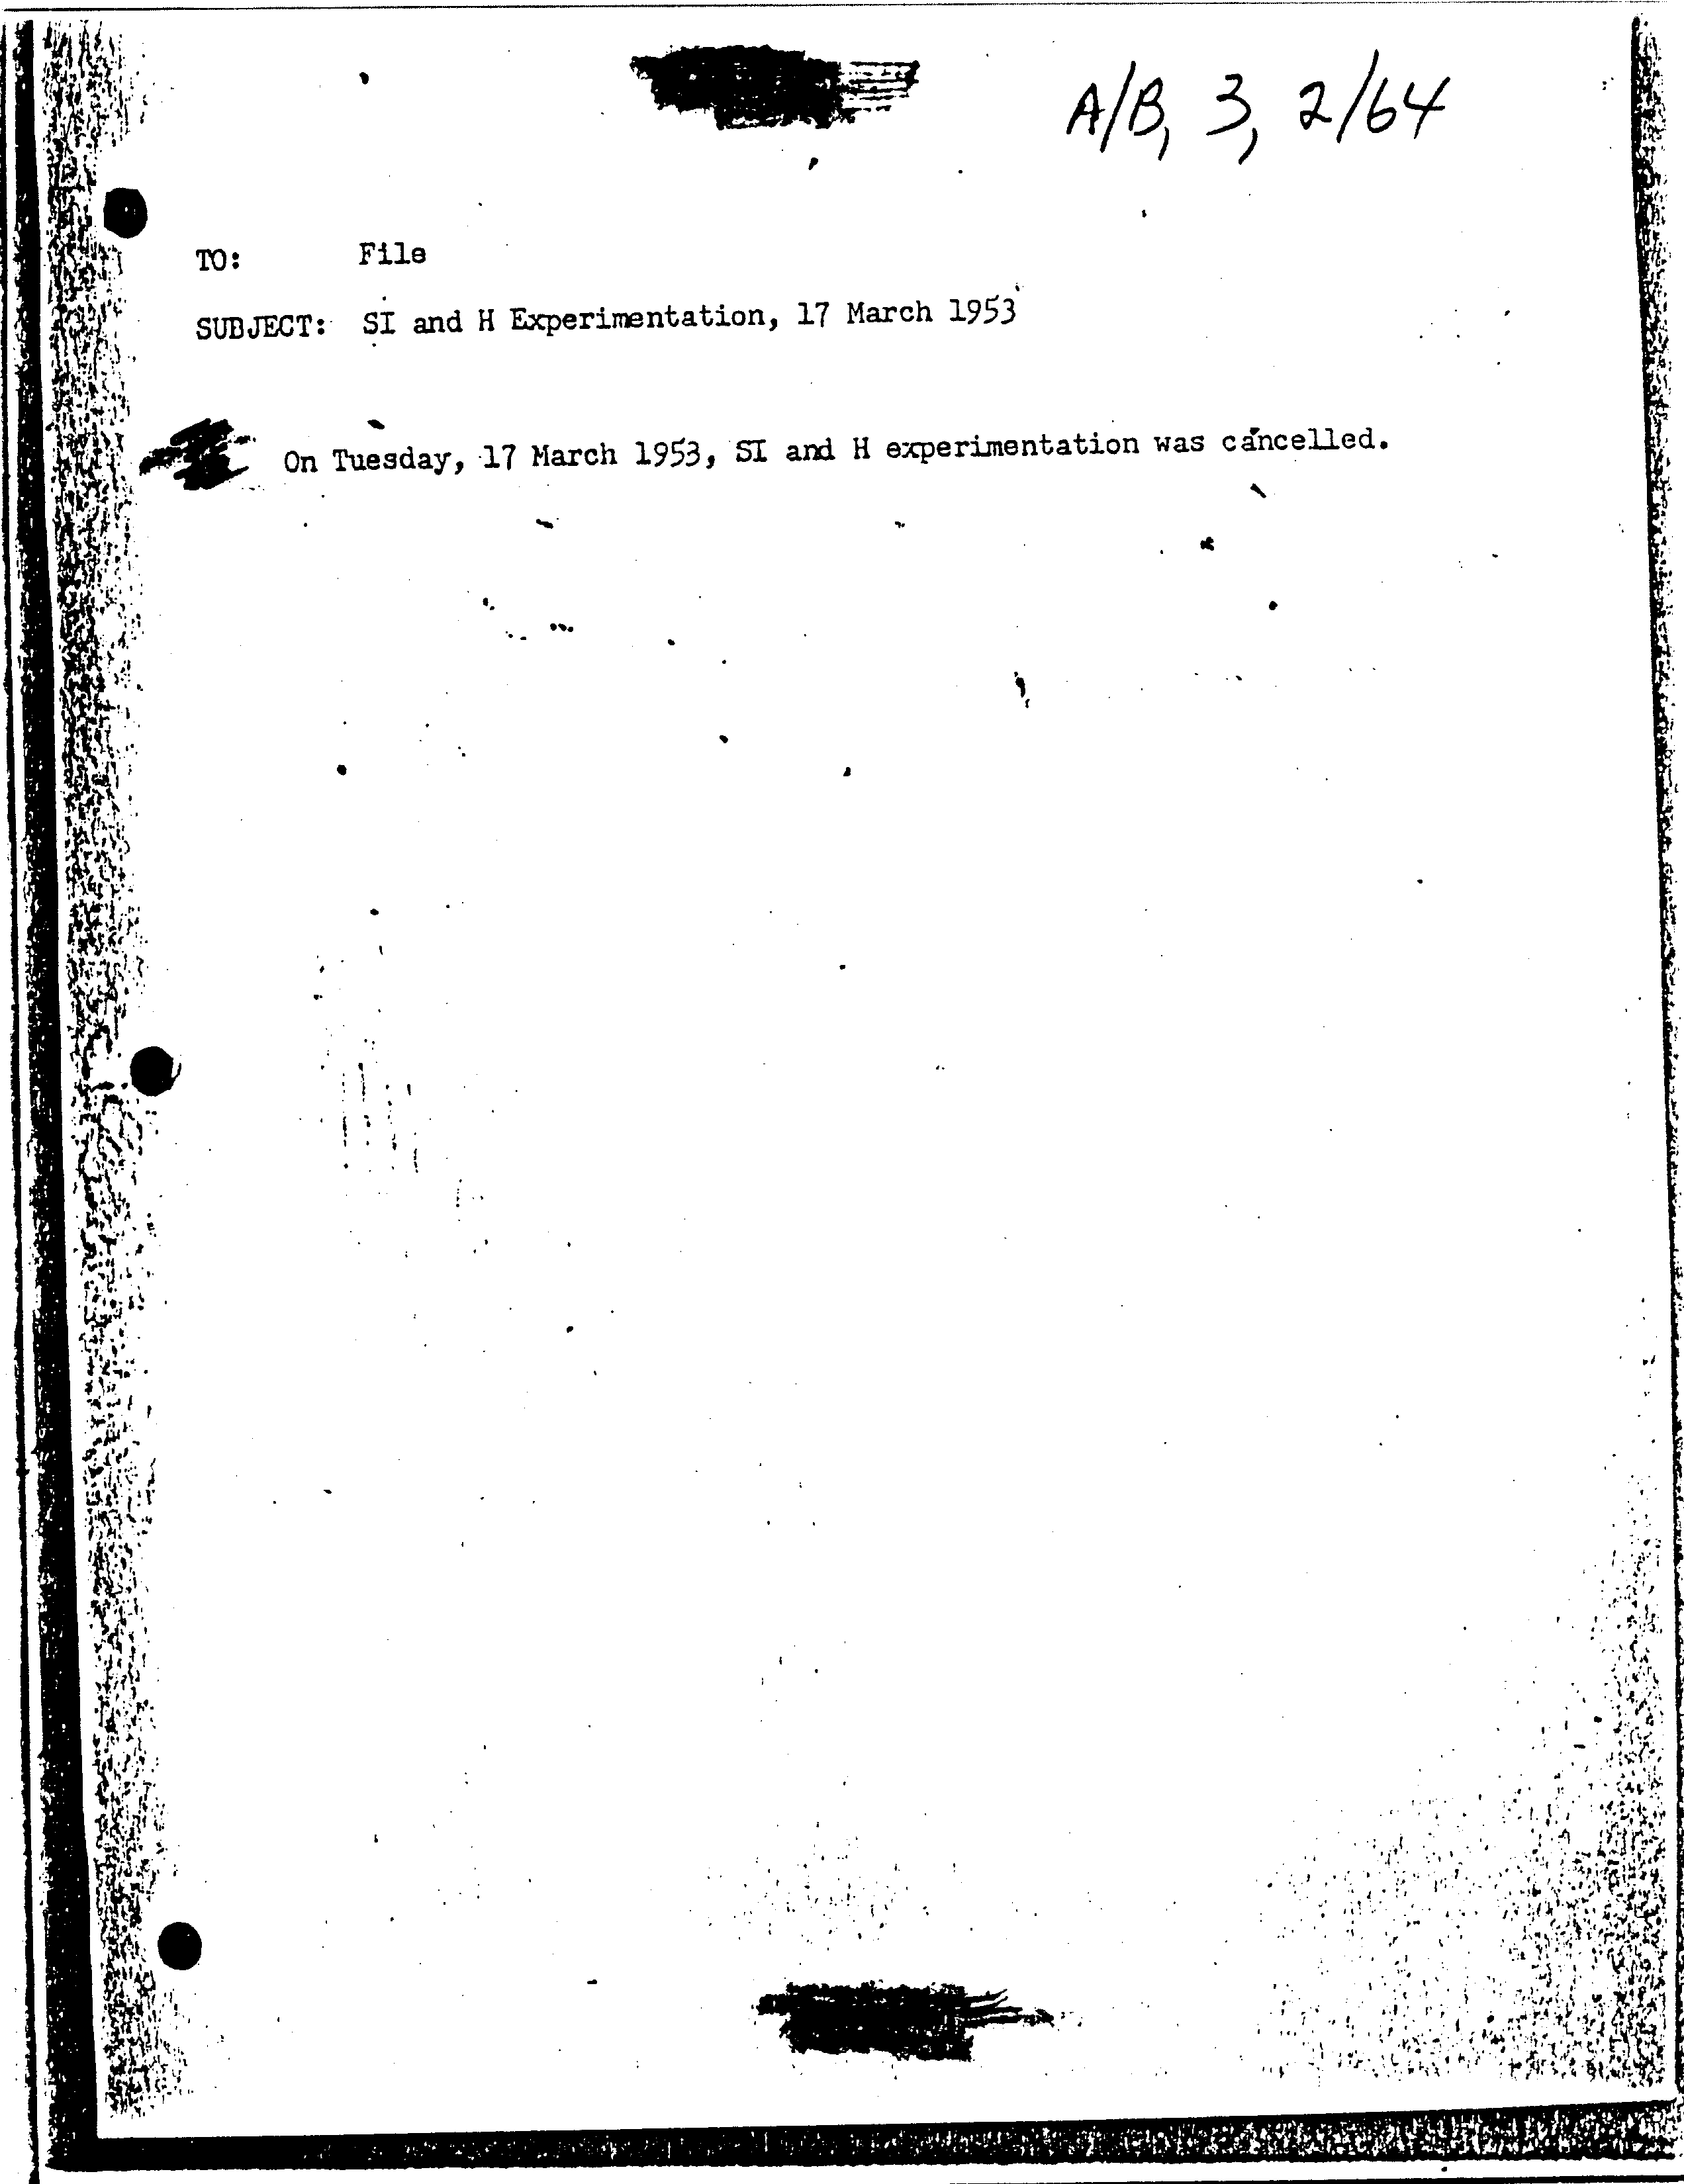 A/B, 3, 2/64
TO: File
SUBJECT: SI and H Experimentation, 17 March 1953
On Tuesday, 17 March 1953, SI and H experimentation was cancelled.